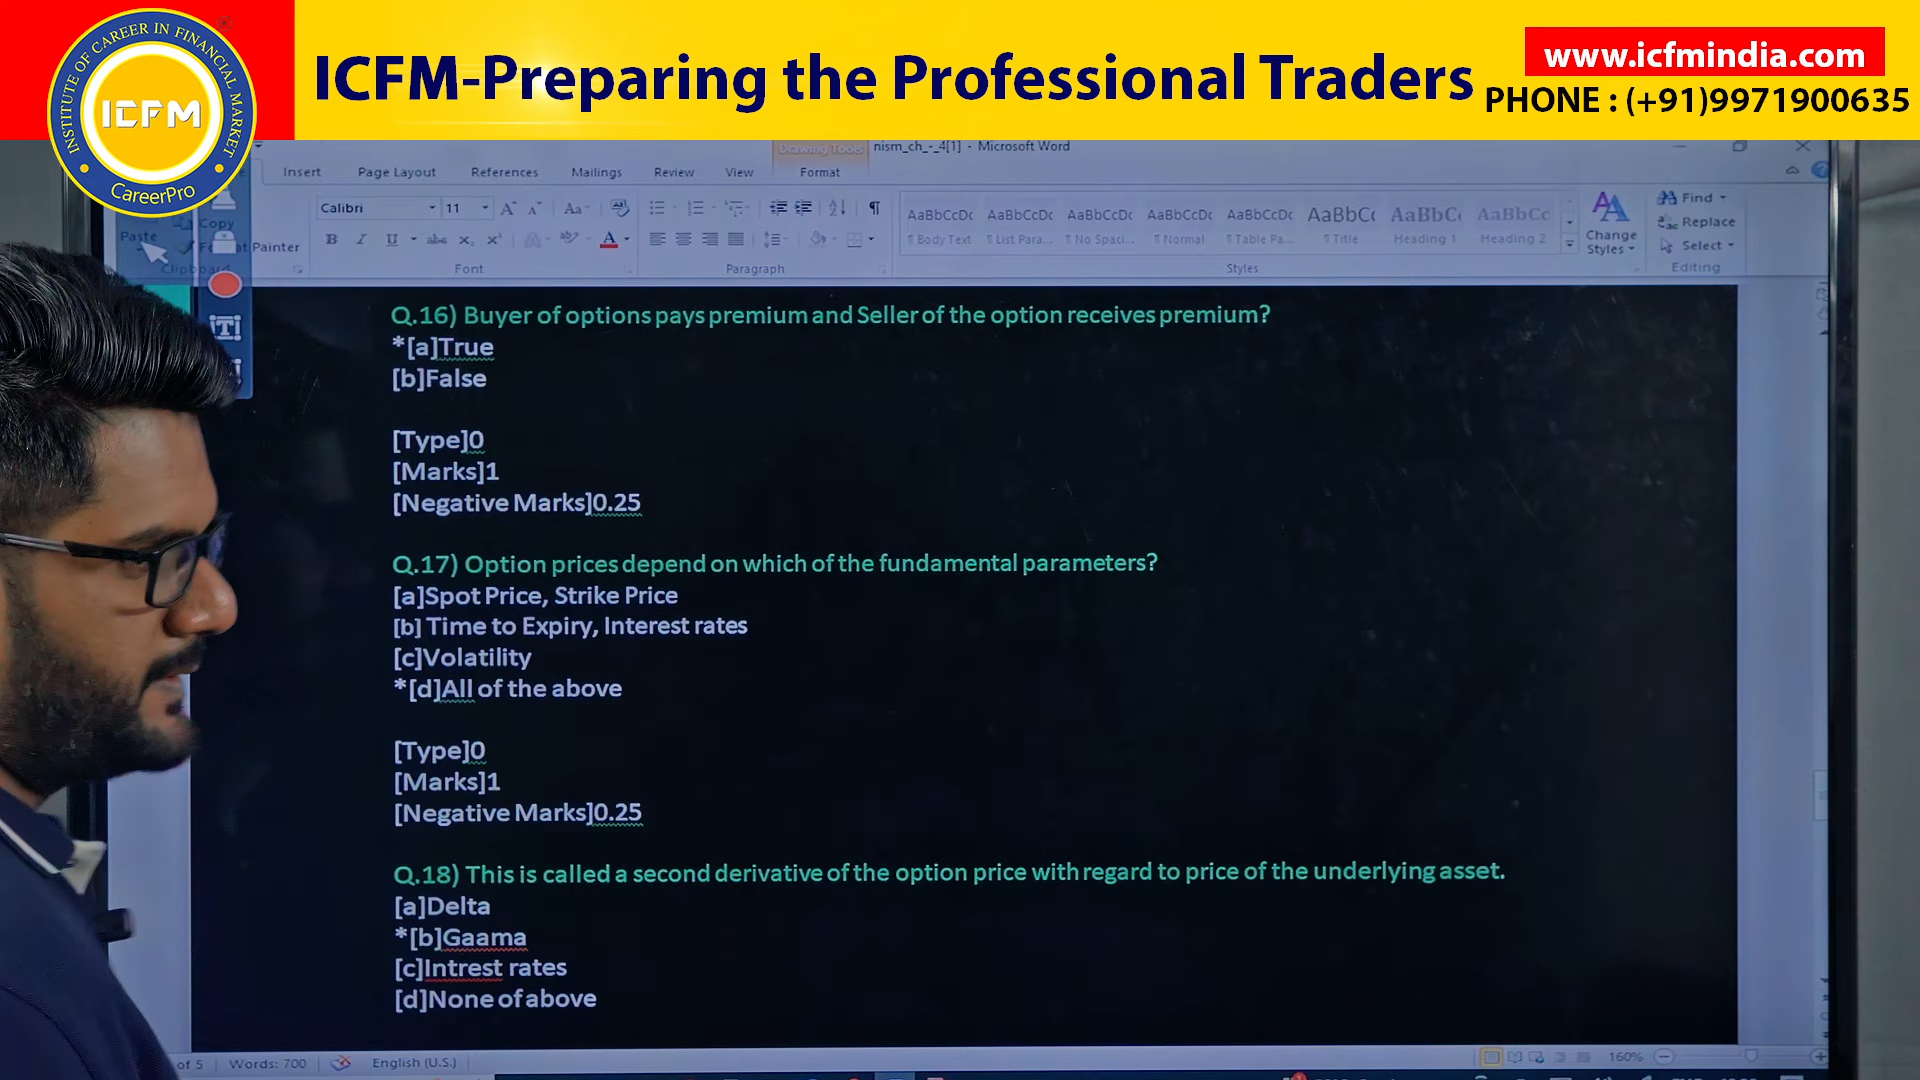 INSTITUTE OF CAREER IN FINANCIAL MARKET
ICFM
CareerPro
ICFM-Preparing the Professional Traders
www.icfmindia.com
PHONE : (+91)9971900635
Drawing Tools
nism_ch_-_4[1] - Microsoft Word
Insert Page Layout References Mailings Review View Format
Paste
Copy
Painter
Clipboard
Calibri 11
Font
Paragraph
AaBbCcDc AaBbCcDc AaBbCcDc AaBbCcDc AaBbCcDc AaBbC( AaBbC( AaBbCc
¶ Body Text ¶ List Para... ¶ No Spaci... ¶ Normal ¶ Table Pa... ¶ Title Heading 1 Heading 2
Styles
Change Styles
Find
Replace
Select
Editing
Q.16) Buyer of options pays premium and Seller of the option receives premium?
*[a]True
[b]False
[Type]0
[Marks]1
[Negative Marks]0.25
Q.17) Option prices depend on which of the fundamental parameters?
[a]Spot Price, Strike Price
[b] Time to Expiry, Interest rates
[c]Volatility
*[d]All of the above
[Type]0
[Marks]1
[Negative Marks]0.25
Q.18) This is called a second derivative of the option price with regard to price of the underlying asset.
[a]Delta
*[b]Gaama
[c]Intrest rates
[d]None of above
of 5 Words: 700 English (U.S.) 160%